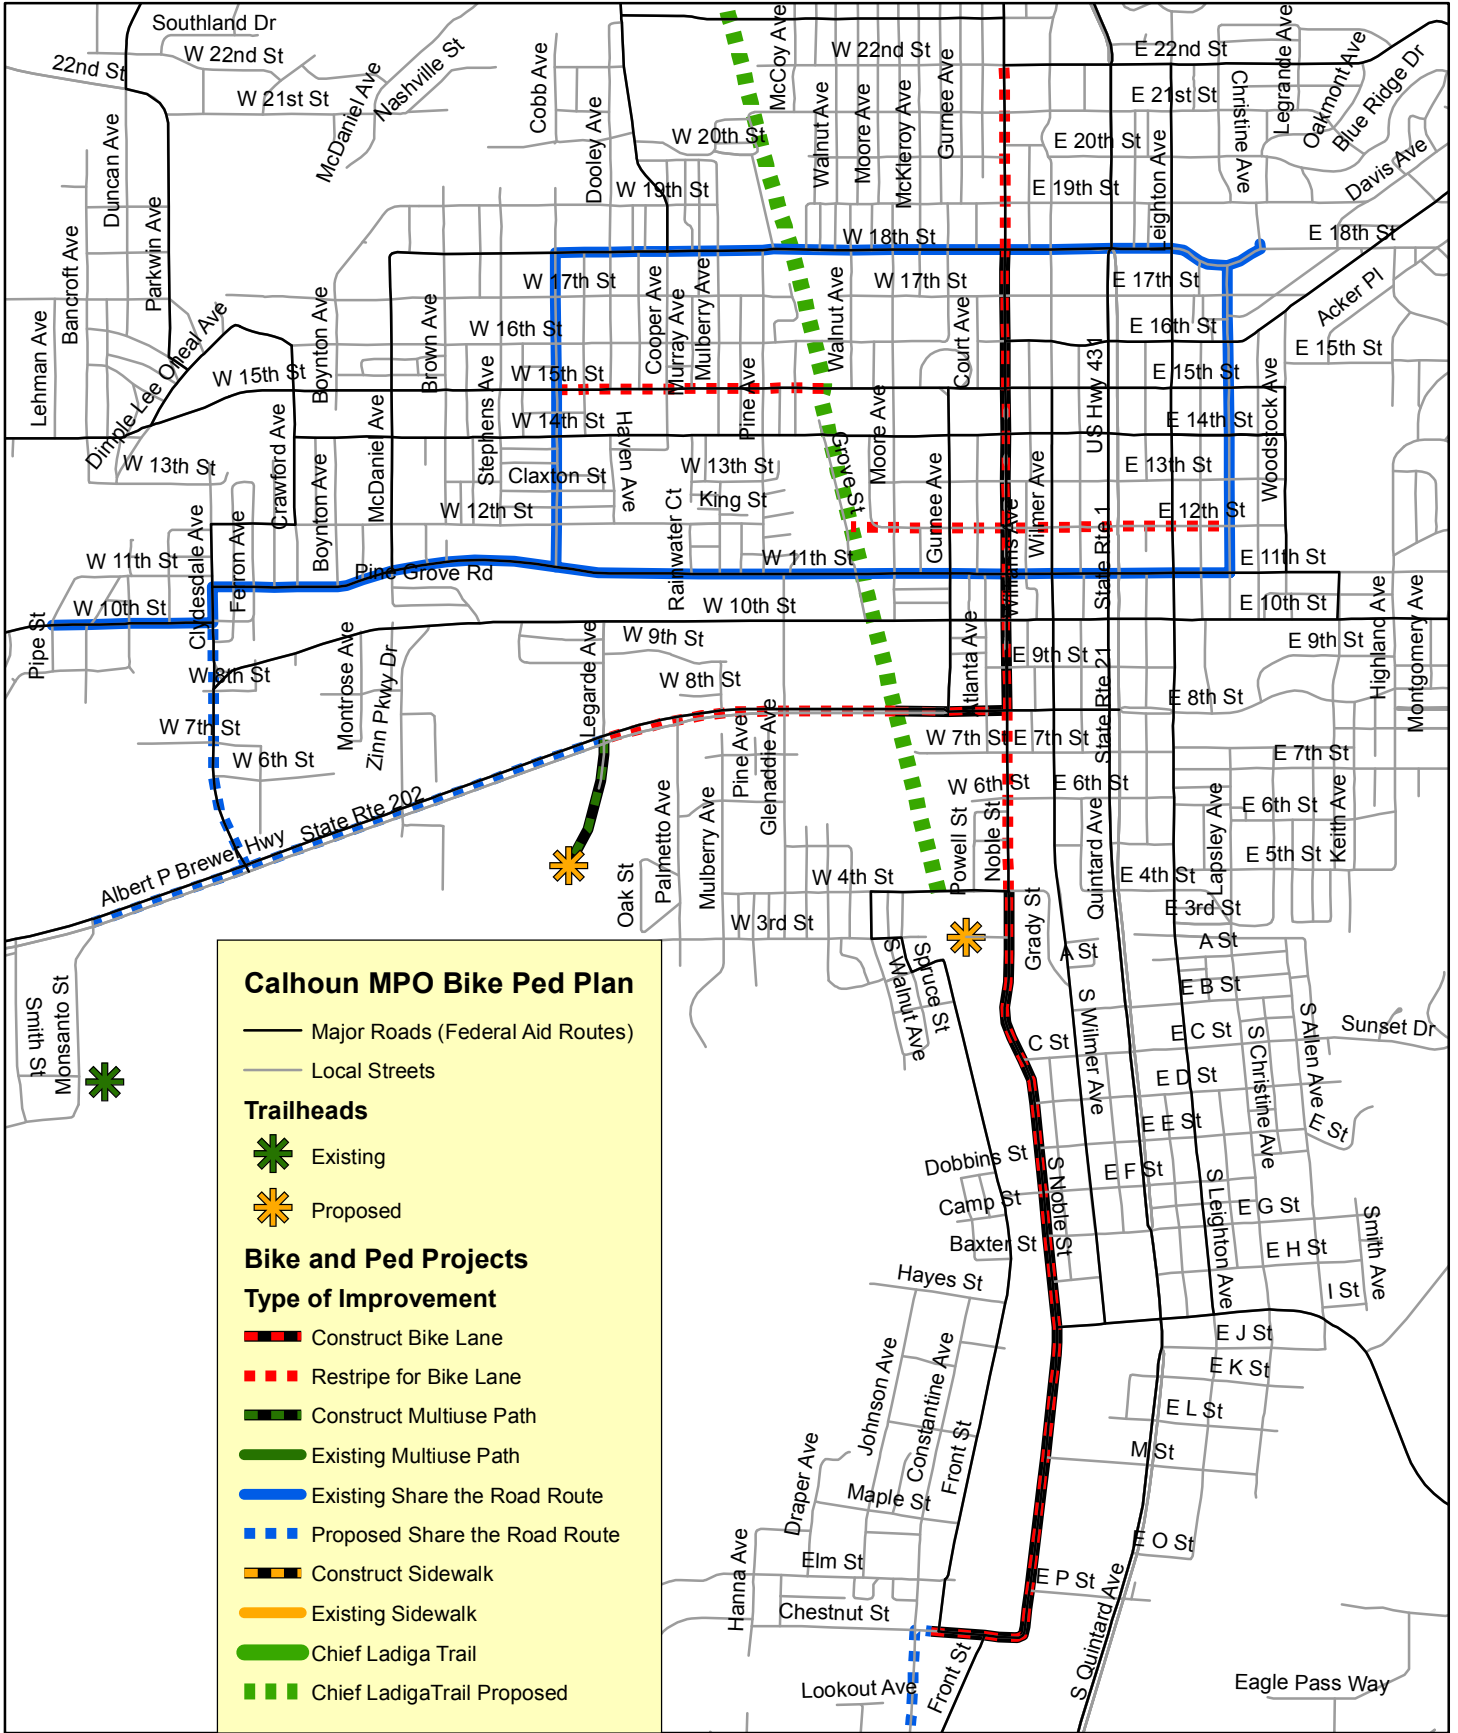 Southland Dr
W 22nd St
22nd St
W 21st St
McDaniel Ave
Nashville St
Cobb Ave
Dooley Ave
W 20th St
McCoy Ave
W 22nd St
Walnut Ave
Moore Ave
McKleroy Ave
Gurnee Ave
E 22nd St
E 21st St
E 20th St
Leighton Ave
Christine Ave
Legrande Ave
Oakmont Ave
Blue Ridge Dr
Davis Ave
Duncan Ave
Parkwin Ave
Bancroft Ave
Lehman Ave
W 19th St
E 19th St
W 18th St
E 18th St
W 17th St
W 17th St
E 17th St
Acker Pl
W 16th St
E 16th St
E 15th St
Dimple Lee Oneal Ave
W 15th St
Boynton Ave
Brown Ave
W 15th St
Cooper Ave
Murray Ave
Mulberry Ave
Walnut Ave
Court Ave
US Hwy 431
E 15th St
Crawford Ave
McDaniel Ave
Stephens Ave
W 14th St
Haven Ave
Pine Ave
Grove St
Moore Ave
E 14th St
Woodstock Ave
W 13th St
Boynton Ave
Claxton St
W 13th St
E 13th St
W 12th St
King St
Gurnee Ave
Wilmer Ave
E 12th St
W 11th St
Clydesdale Ave
Ferron Ave
Pine Grove Rd
Rainwater Ct
W 11th St
Williams Ave
State Rte 1
E 11th St
W 10th St
W 10th St
E 10th St
Pipe St
W 9th St
Atlanta Ave
E 9th St
State Rte 21
E 9th St
Highland Ave
Montgomery Ave
W 8th St
Montrose Ave
Zinn Pkwy Dr
Legarde Ave
W 8th St
E 8th St
W 7th St
Pine Ave
Glenaddie Ave
W 7th St
E 7th St
E 7th St
W 6th St
W 6th St
E 6th St
E 6th St
Keith Ave
Albert P Brewer Hwy
State Rte 202
Palmetto Ave
Mulberry Ave
Powell St
Noble St
Quintard Ave
Lapsley Ave
E 5th St
Oak St
W 4th St
E 4th St
W 3rd St
E 3rd St
Grady St
A St
A St
S Walnut Ave
Spruce St
E B St
Smith St
Monsanto St
C St
S Wilmer Ave
E C St
S Christine Ave
S Allen Ave
Sunset Dr
E D St
E E St
E St
Dobbins St
E F St
Camp St
S Noble St
S Leighton Ave
E G St
Baxter St
E H St
Smith Ave
Hayes St
I St
E J St
Johnson Ave
Constantine Ave
E K St
E L St
Front St
M St
Draper Ave
Maple St
E O St
Hanna Ave
Elm St
E P St
Chestnut St
S Quintard Ave
Front St
Lookout Ave
Eagle Pass Way
Calhoun MPO Bike Ped Plan
Major Roads (Federal Aid Routes)
Local Streets
Trailheads
Existing
Proposed
Bike and Ped Projects
Type of Improvement
Construct Bike Lane
Restripe for Bike Lane
Construct Multiuse Path
Existing Multiuse Path
Existing Share the Road Route
Proposed Share the Road Route
Construct Sidewalk
Existing Sidewalk
Chief Ladiga Trail
Chief LadigaTrail Proposed